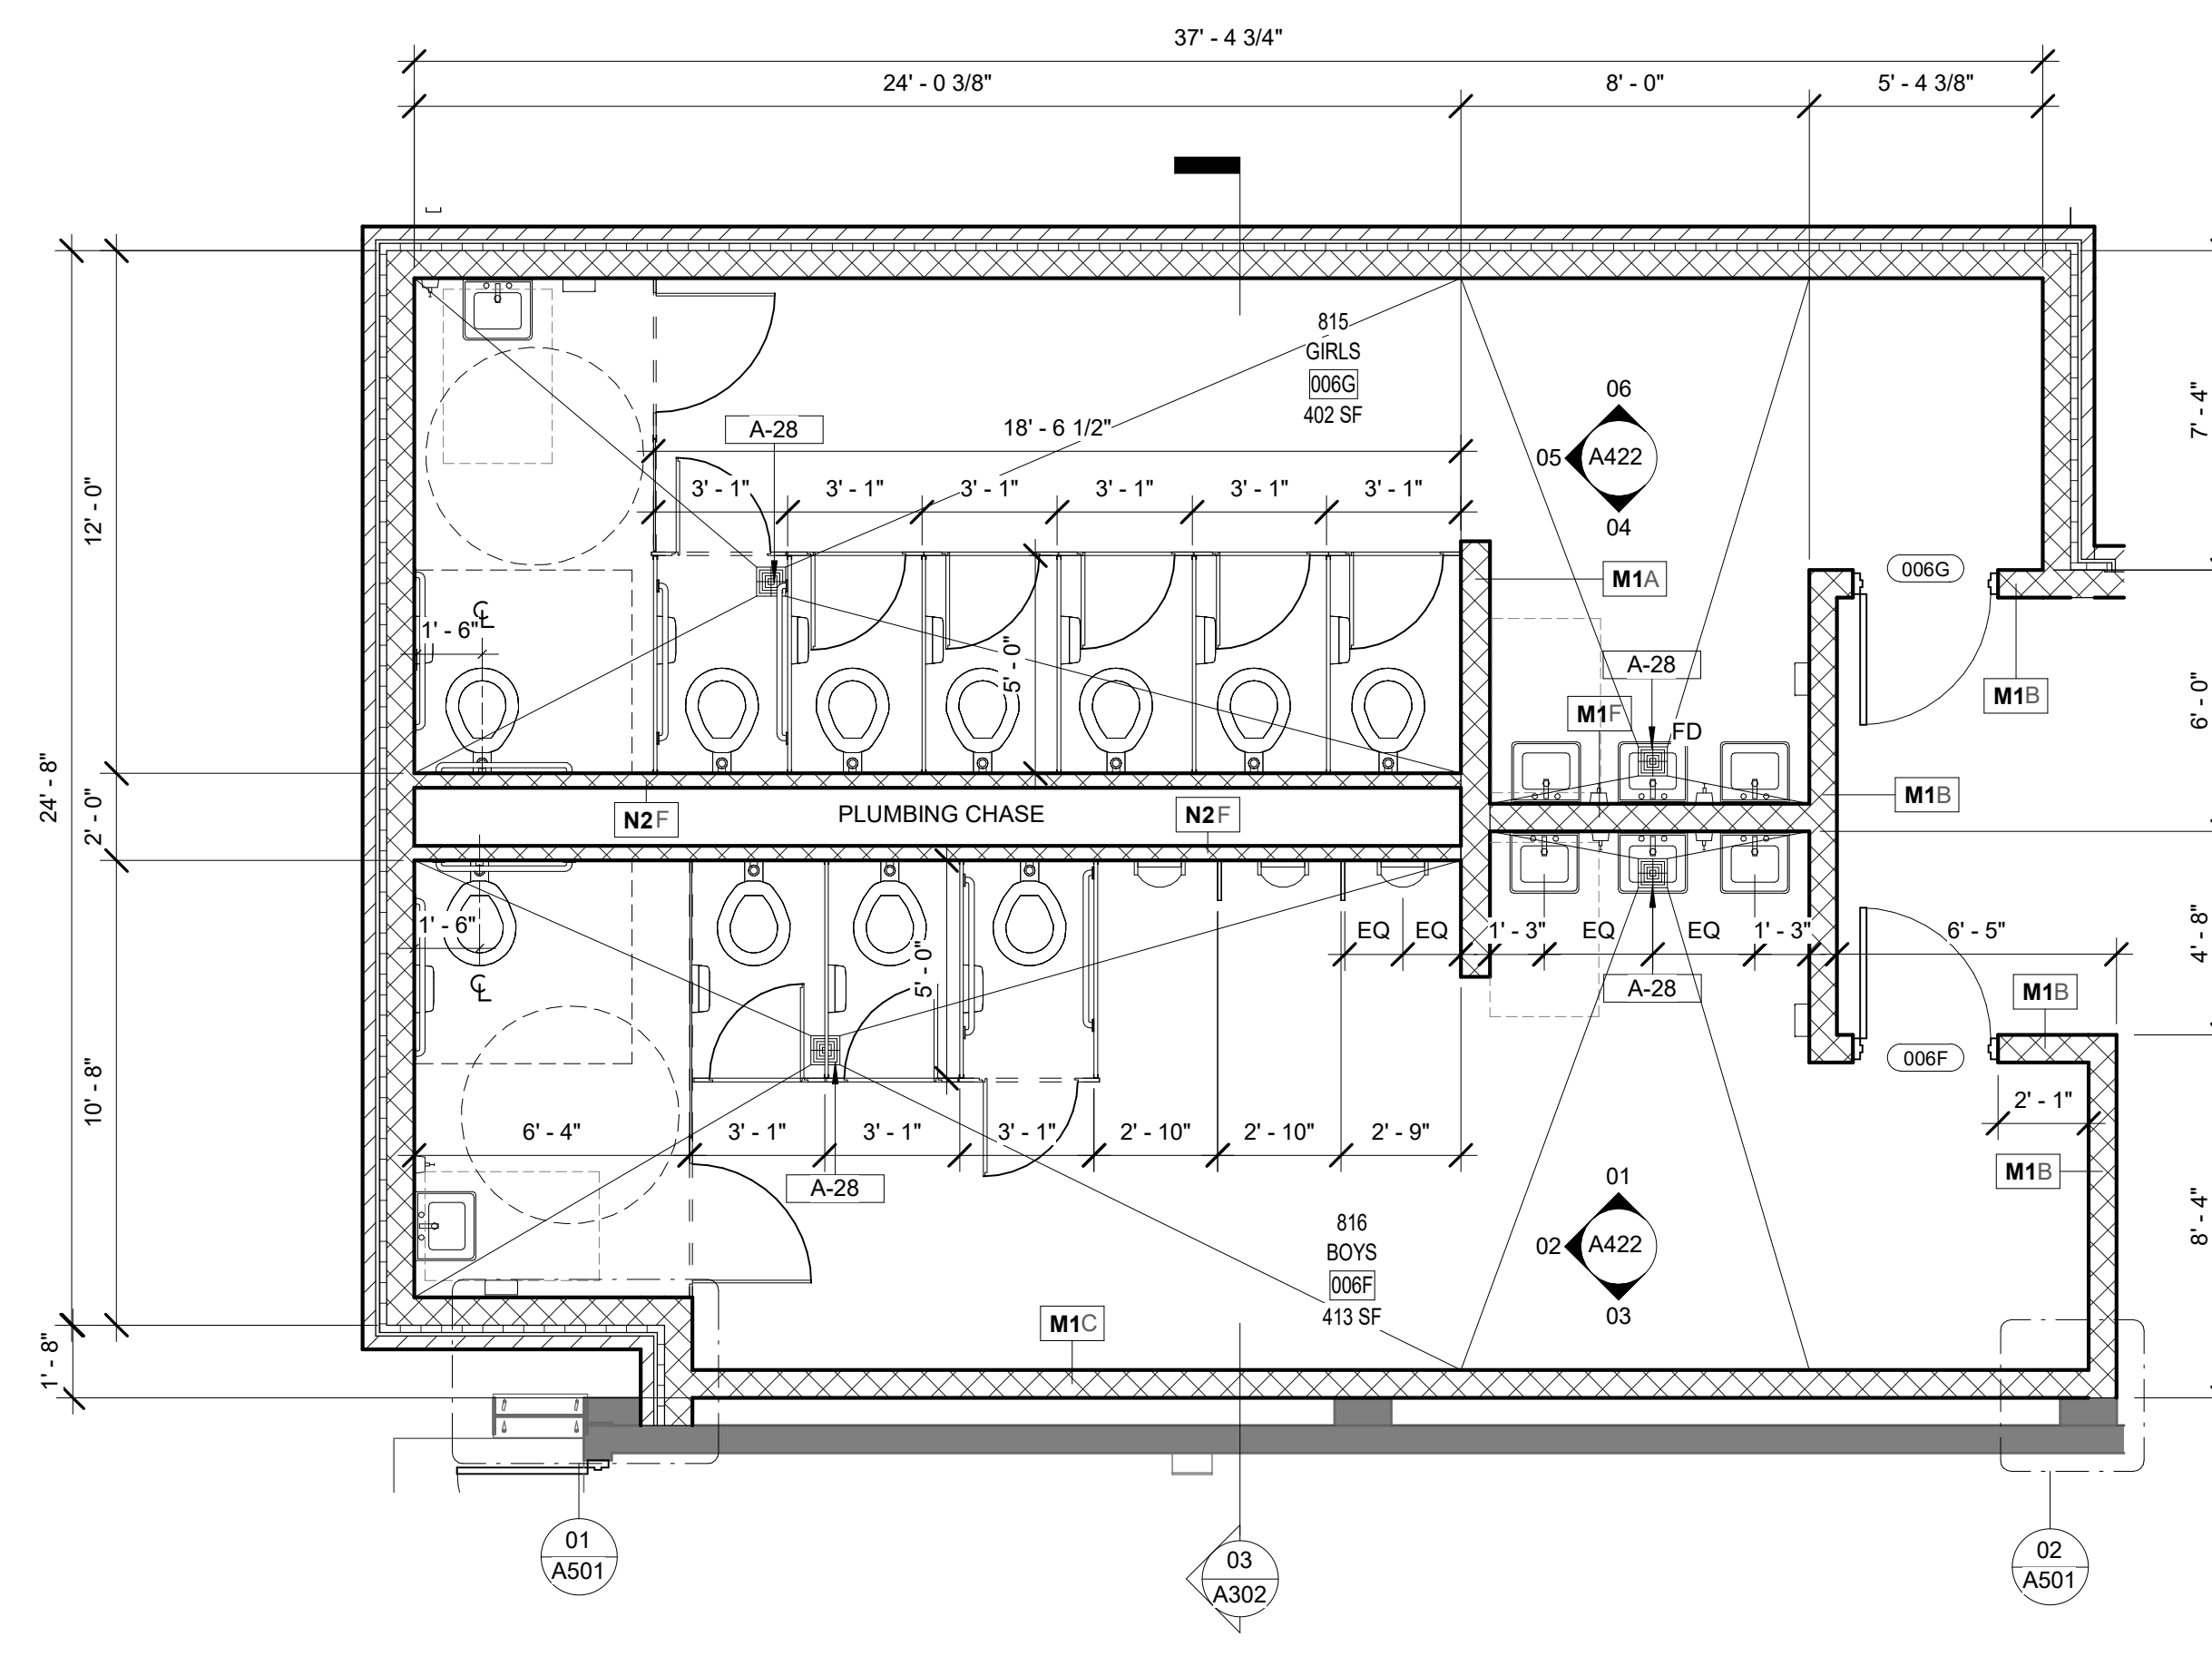 37' - 4 3/4"
24' - 0 3/8"
8' - 0"
5' - 4 3/8"
815
GIRLS
006G
402 SF
06
05
A422
04
7' - 4"
A-28
18' - 6 1/2"
3' - 1"
3' - 1"
3' - 1"
3' - 1"
3' - 1"
3' - 1"
12' - 0"
006G
M1A
CL
1' - 6"
5' - 0"
A-28
M1B
M1F
FD
6' - 0"
24' - 8"
2' - 0"
N2F
PLUMBING CHASE
N2F
M1B
1' - 6"
CL
5' - 0"
EQ
EQ
1' - 3"
EQ
EQ
1' - 3"
6' - 5"
4' - 8"
A-28
M1B
006F
10' - 8"
6' - 4"
3' - 1"
3' - 1"
3' - 1"
2' - 10"
2' - 10"
2' - 9"
2' - 1"
A-28
M1B
01
02
A422
03
816
BOYS
006F
413 SF
8' - 4"
M1C
1' - 8"
01
A501
03
A302
02
A501